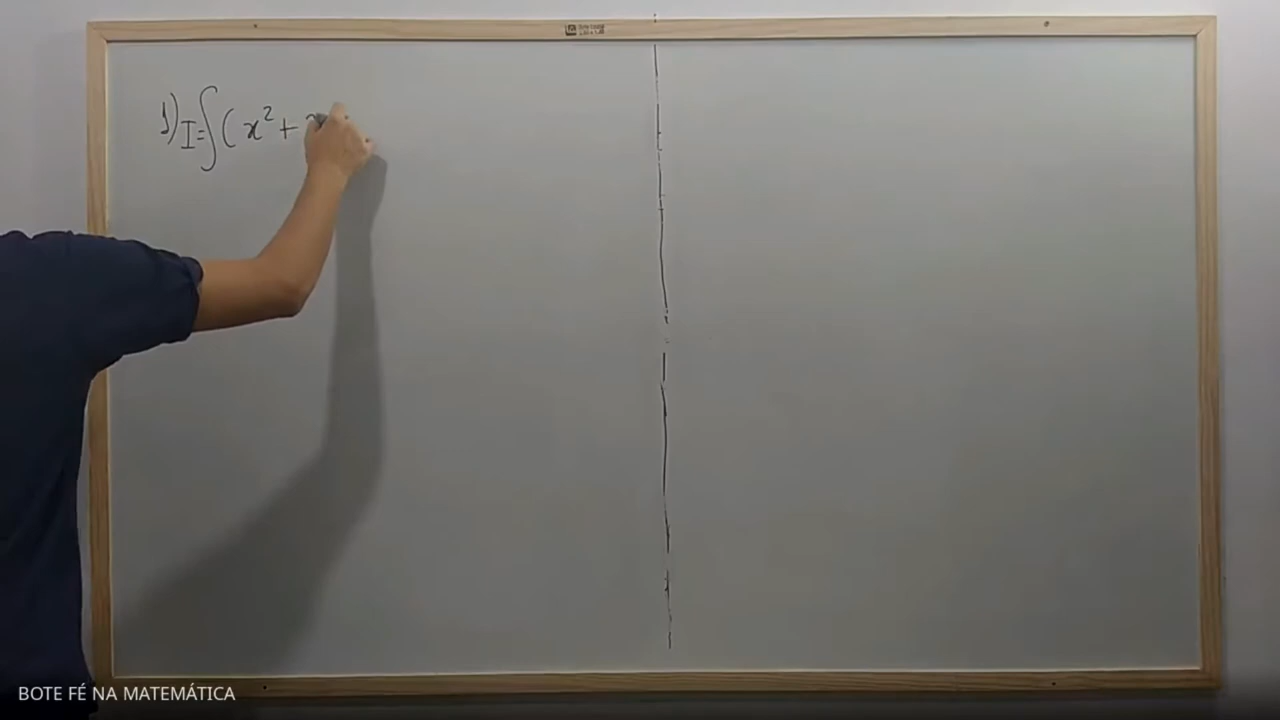 1) I = ∫ ( x² +
BOTE FÉ NA MATEMÁTICA